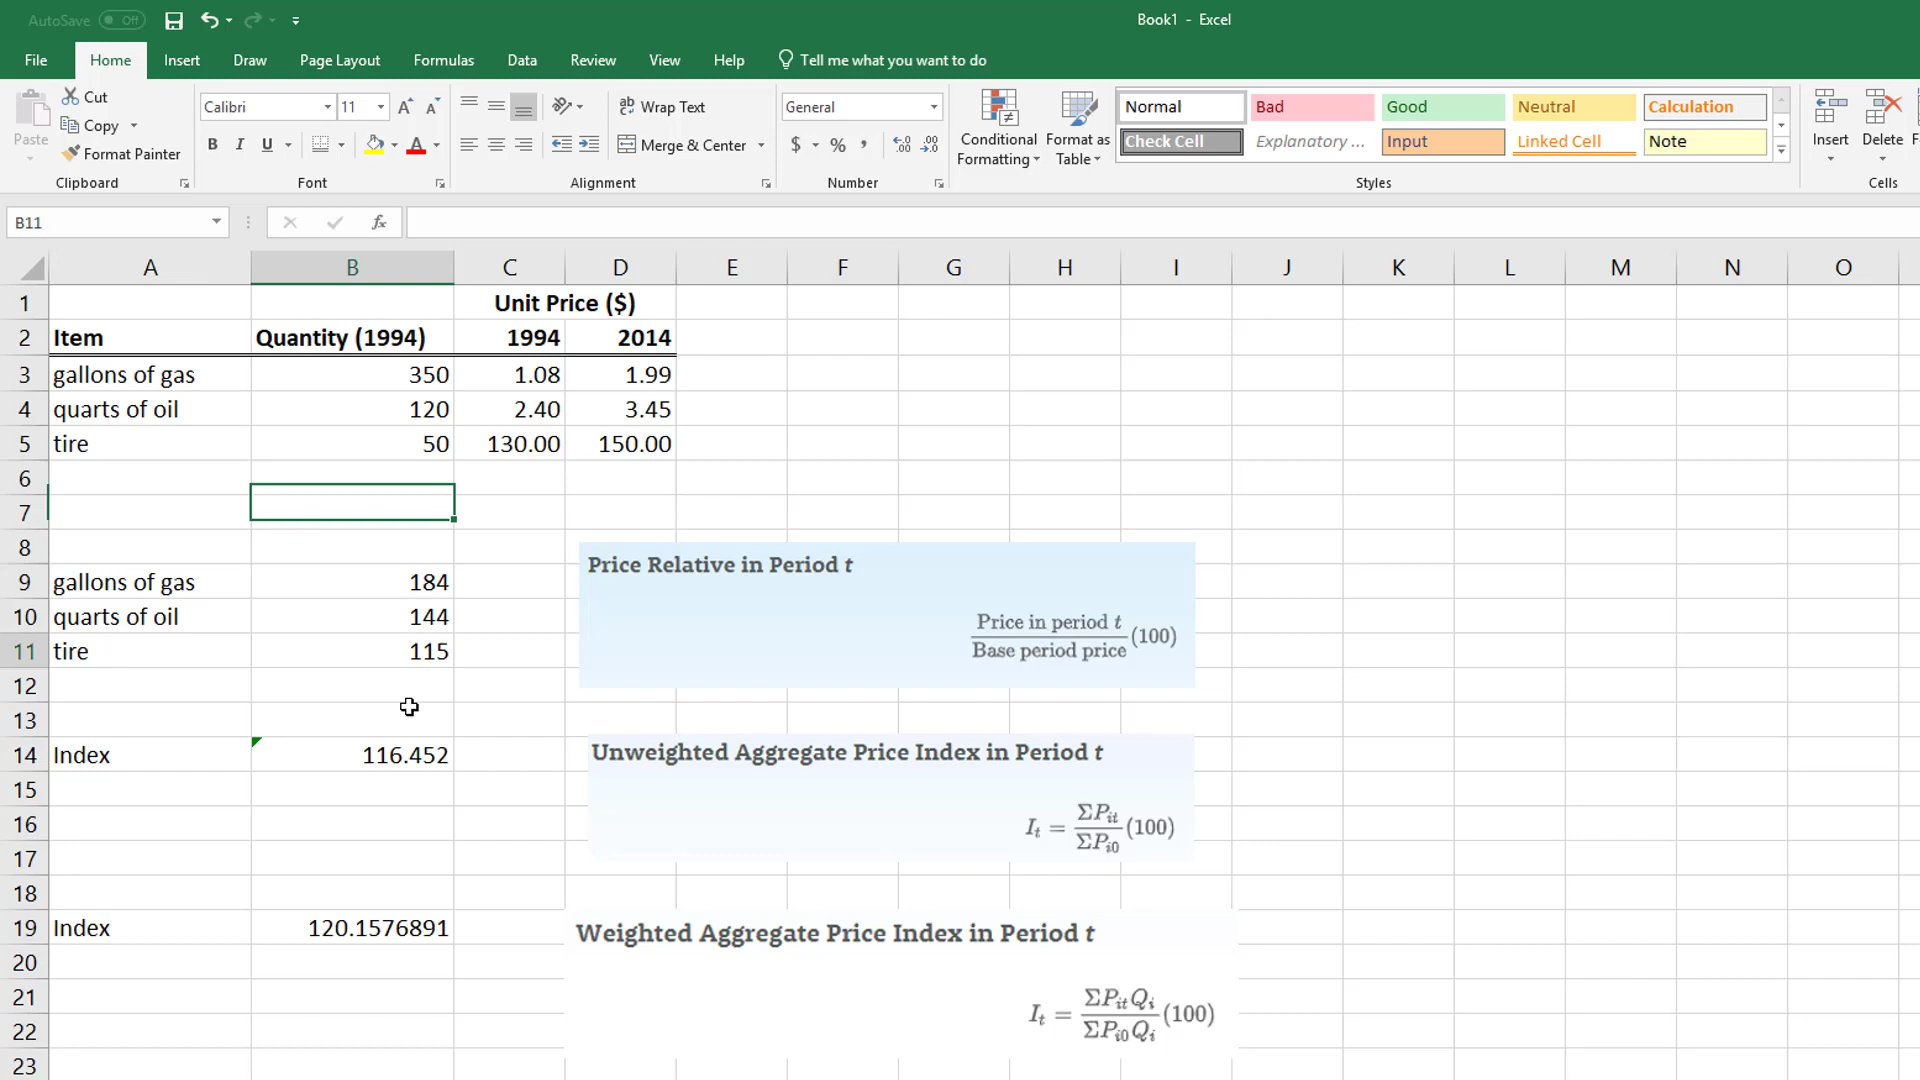 AutoSave Off
Book1 - Excel
File Home Insert Draw Page Layout Formulas Data Review View Help Tell me what you want to do
Paste
Cut
Copy
Format Painter
Clipboard
Calibri 11
B I U
Font
Wrap Text
Merge & Center
Alignment
General
$ % ,
Number
Conditional
Formatting
Format as
Table
Normal Bad Good Neutral Calculation
Check Cell Explanatory ... Input Linked Cell Note
Styles
Insert Delete
Cells
B11 fx
A B C D E F G H I J K L M N O
1 Unit Price ($)
2 Item Quantity (1994) 1994 2014
3 gallons of gas 350 1.08 1.99
4 quarts of oil 120 2.40 3.45
5 tire 50 130.00 150.00
6
7
8
Price Relative in Period t
9 gallons of gas 184
10 quarts of oil 144
Price in period t
Base period price (100)
11 tire 115
12
13
14 Index 116.452
Unweighted Aggregate Price Index in Period t
15
16
I_t = ΣP_it / ΣP_i0 (100)
17
18
19 Index 120.1576891
Weighted Aggregate Price Index in Period t
20
21
I_t = ΣP_it Q_i / ΣP_i0 Q_i (100)
22
23